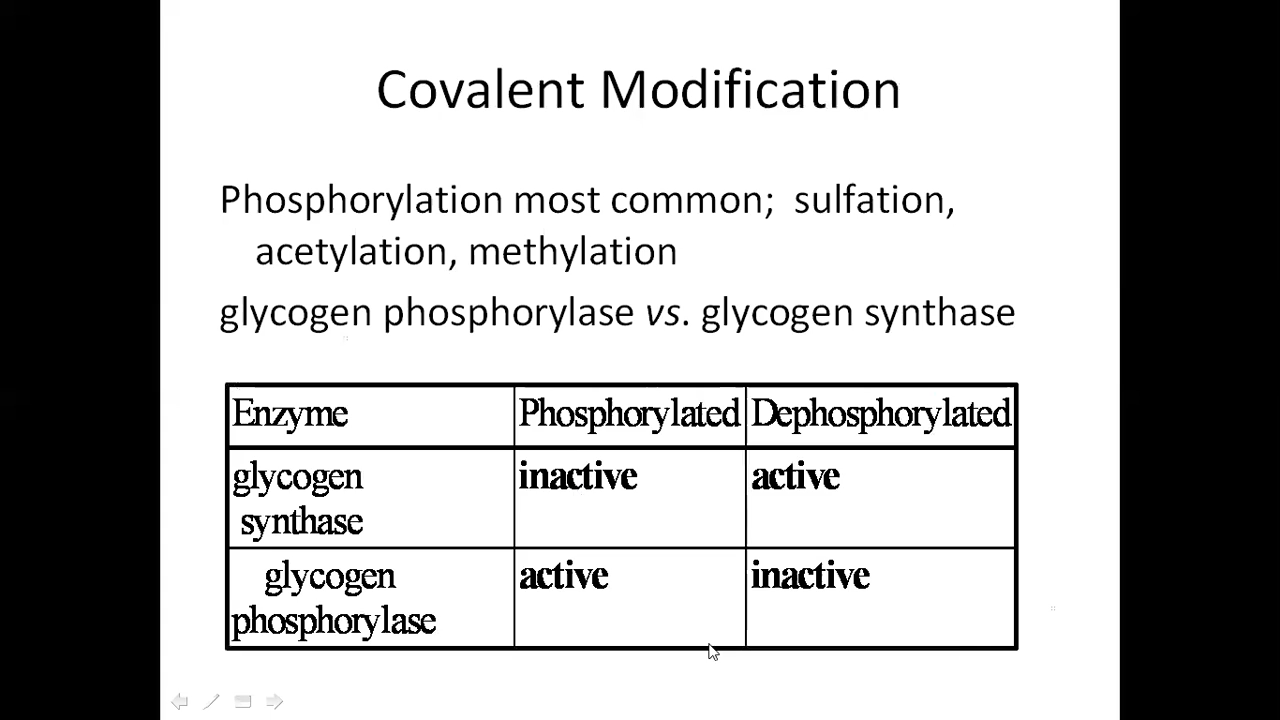 Covalent Modification
Phosphorylation most common; sulfation,
acetylation, methylation
glycogen phosphorylase vs. glycogen synthase
Enzyme Phosphorylated Dephosphorylated
glycogen inactive active
synthase
glycogen active inactive
phosphorylase